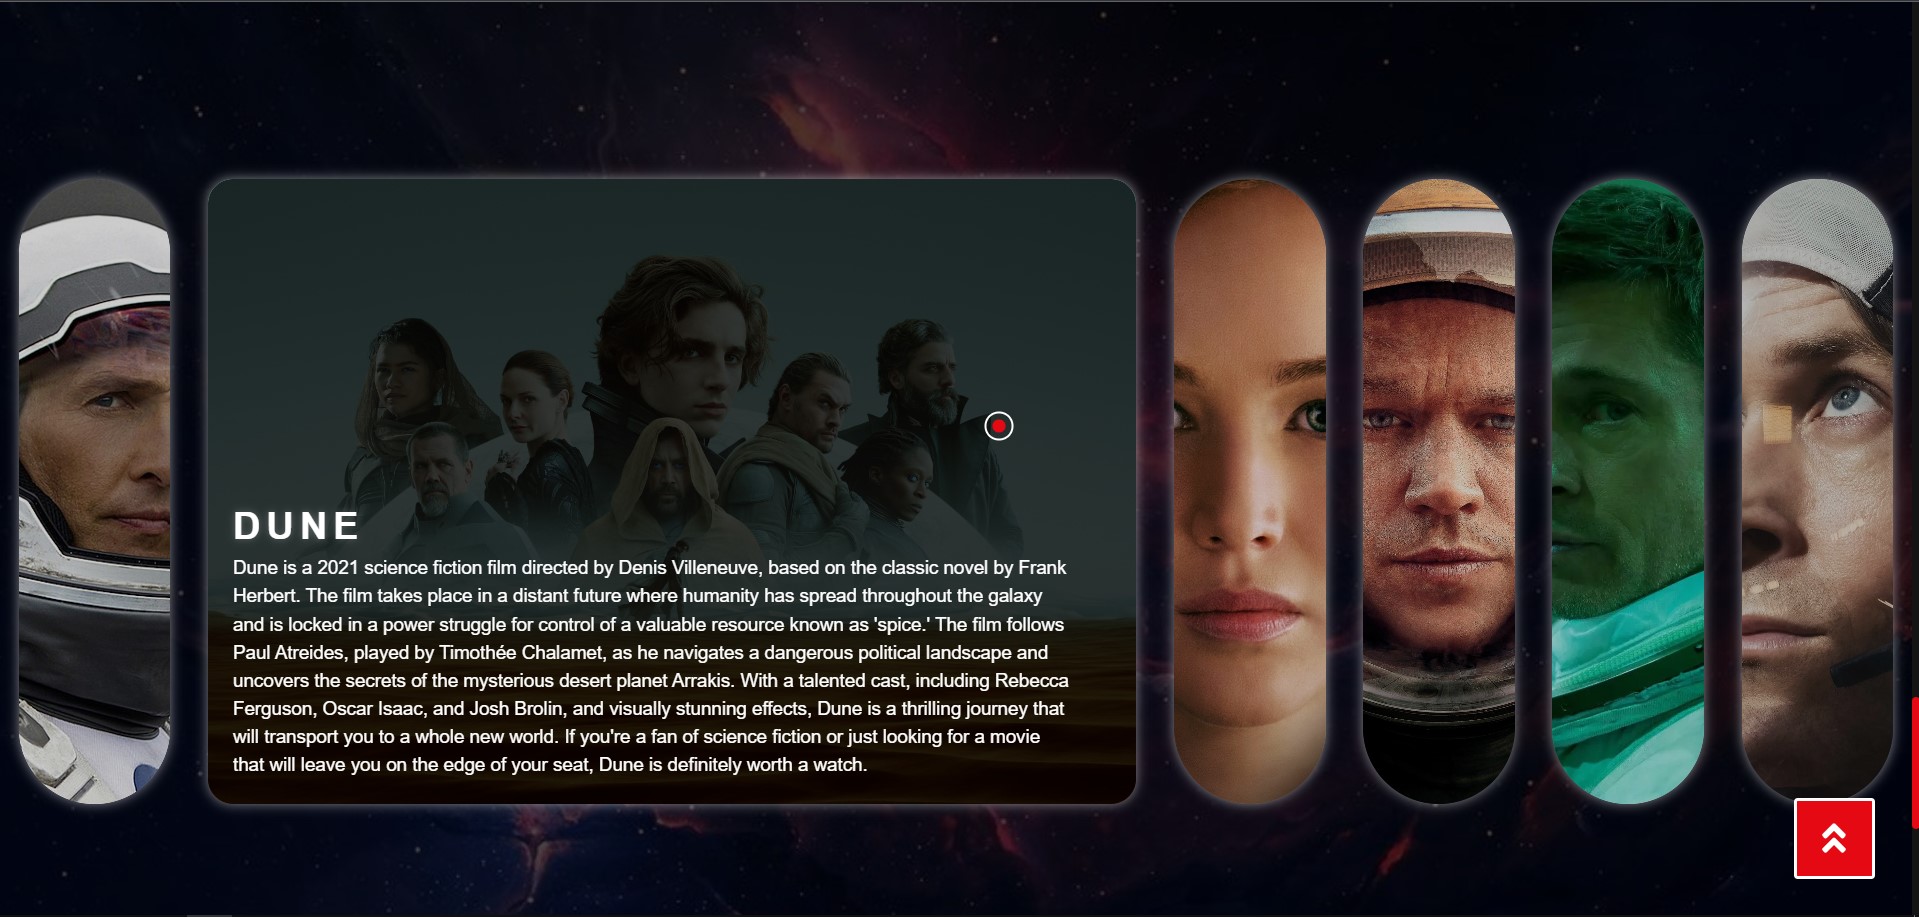 DUNE
Dune is a 2021 science fiction film directed by Denis Villeneuve, based on the classic novel by Frank
Herbert. The film takes place in a distant future where humanity has spread throughout the galaxy
and is locked in a power struggle for control of a valuable resource known as 'spice.' The film follows
Paul Atreides, played by Timothée Chalamet, as he navigates a dangerous political landscape and
uncovers the secrets of the mysterious desert planet Arrakis. With a talented cast, including Rebecca
Ferguson, Oscar Isaac, and Josh Brolin, and visually stunning effects, Dune is a thrilling journey that
will transport you to a whole new world. If you're a fan of science fiction or just looking for a movie
that will leave you on the edge of your seat, Dune is definitely worth a watch.